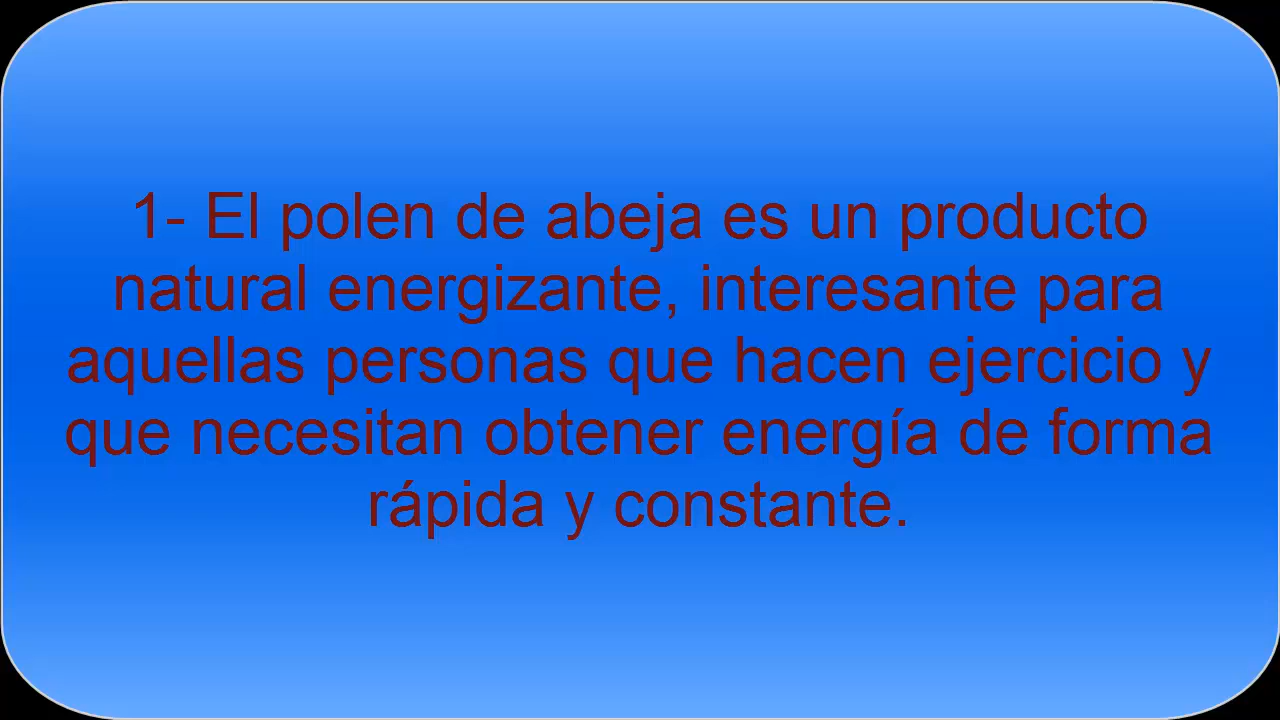 1- El polen de abeja es un producto
natural energizante, interesante para
aquellas personas que hacen ejercicio y
que necesitan obtener energía de forma
rápida y constante.